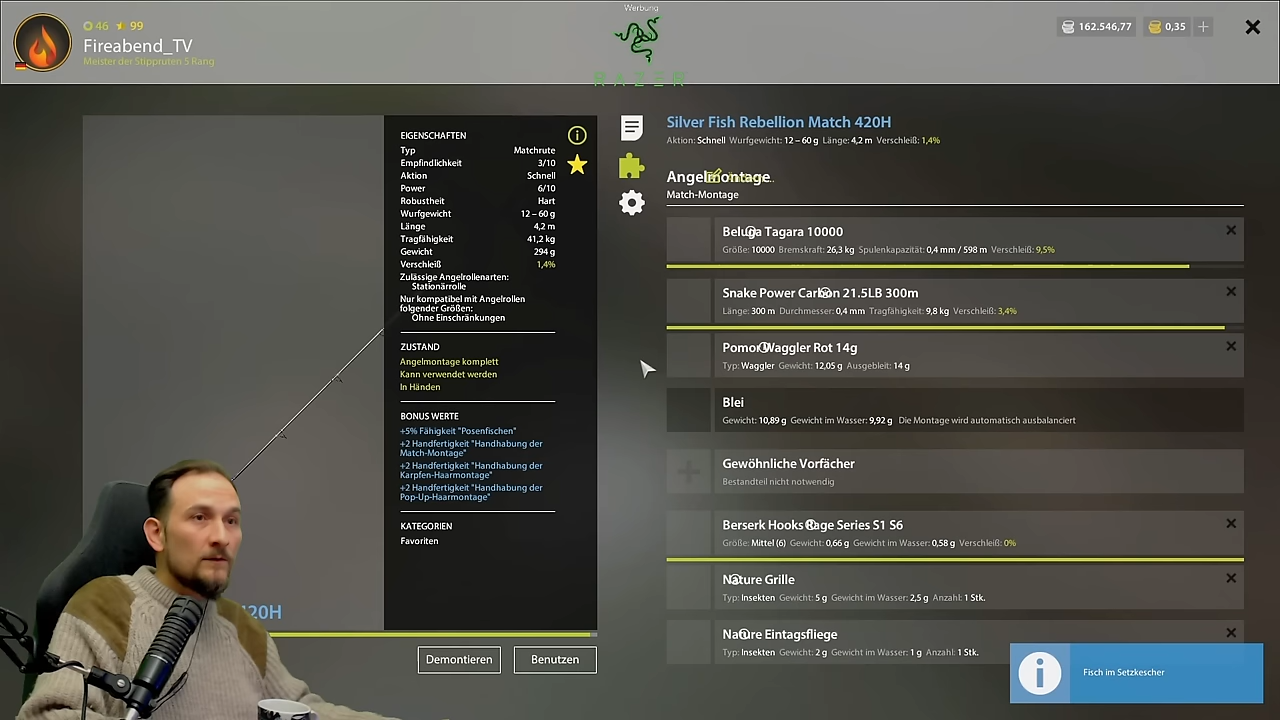 Werbung
RAZER
46 99
Fireabend_TV
Meister der Stippruten 5 Rang
162.546,77
0,35
EIGENSCHAFTEN
Typ Matchrute
Empfindlichkeit 3/10
Aktion Schnell
Power 6/10
Robustheit Hart
Wurfgewicht 12 – 60 g
Länge 4,2 m
Tragfähigkeit 41,2 kg
Gewicht 294 g
Verschleiß 1,4%
Zulässige Angelrollenarten:
Stationärrolle
Nur kompatibel mit Angelrollen
folgender Größen:
Ohne Einschränkungen
ZUSTAND
Angelmontage komplett
Kann verwendet werden
In Händen
BONUS WERTE
+5% Fähigkeit "Posenfischen"
+2 Handfertigkeit "Handhabung der
Match-Montage"
+2 Handfertigkeit "Handhabung der
Karpfen-Haarmontage"
+2 Handfertigkeit "Handhabung der
Pop-Up-Haarmontage"
KATEGORIEN
Favoriten
420H
Demontieren
Benutzen
Silver Fish Rebellion Match 420H
Aktion: Schnell Wurfgewicht: 12 – 60 g Länge: 4,2 m Verschleiß: 1,4%
Angelmontage
Match-Montage
Beluga Tagara 10000
Größe: 10000 Bremskraft: 26,3 kg Spulenkapazität: 0,4 mm / 598 m Verschleiß: 9,5%
Snake Power Carbon 21.5LB 300m
Länge: 300 m Durchmesser: 0,4 mm Tragfähigkeit: 9,8 kg Verschleiß: 3,4%
Pomor Waggler Rot 14g
Typ: Waggler Gewicht: 12,05 g Ausgebleit: 14 g
Blei
Gewicht: 10,89 g Gewicht im Wasser: 9,92 g Die Montage wird automatisch ausbalanciert
Gewöhnliche Vorfächer
Bestandteil nicht notwendig
Berserk Hooks Rage Series S1 S6
Größe: Mittel (6) Gewicht: 0,66 g Gewicht im Wasser: 0,58 g Verschleiß: 0%
Nature Grille
Typ: Insekten Gewicht: 5 g Gewicht im Wasser: 2,5 g Anzahl: 1 Stk.
Nature Eintagsfliege
Typ: Insekten Gewicht: 2 g Gewicht im Wasser: 1 g Anzahl: 1 Stk.
Fisch im Setzkescher